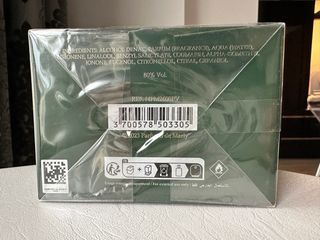 INGREDIENTS: ALCOHOL DENAT., PARFUM (FRAGRANCE), AQUA (WATER),
LIMONENE, LINALOOL, BENZYL SALICYLATE, COUMARIN, ALPHA-ISOMETHYL
IONONE, EUGENOL, CITRONELLOL, CITRAL, GERANIOL
80% Vol.
3 700578 503305
©2023 Parfums de Marly
For external use only